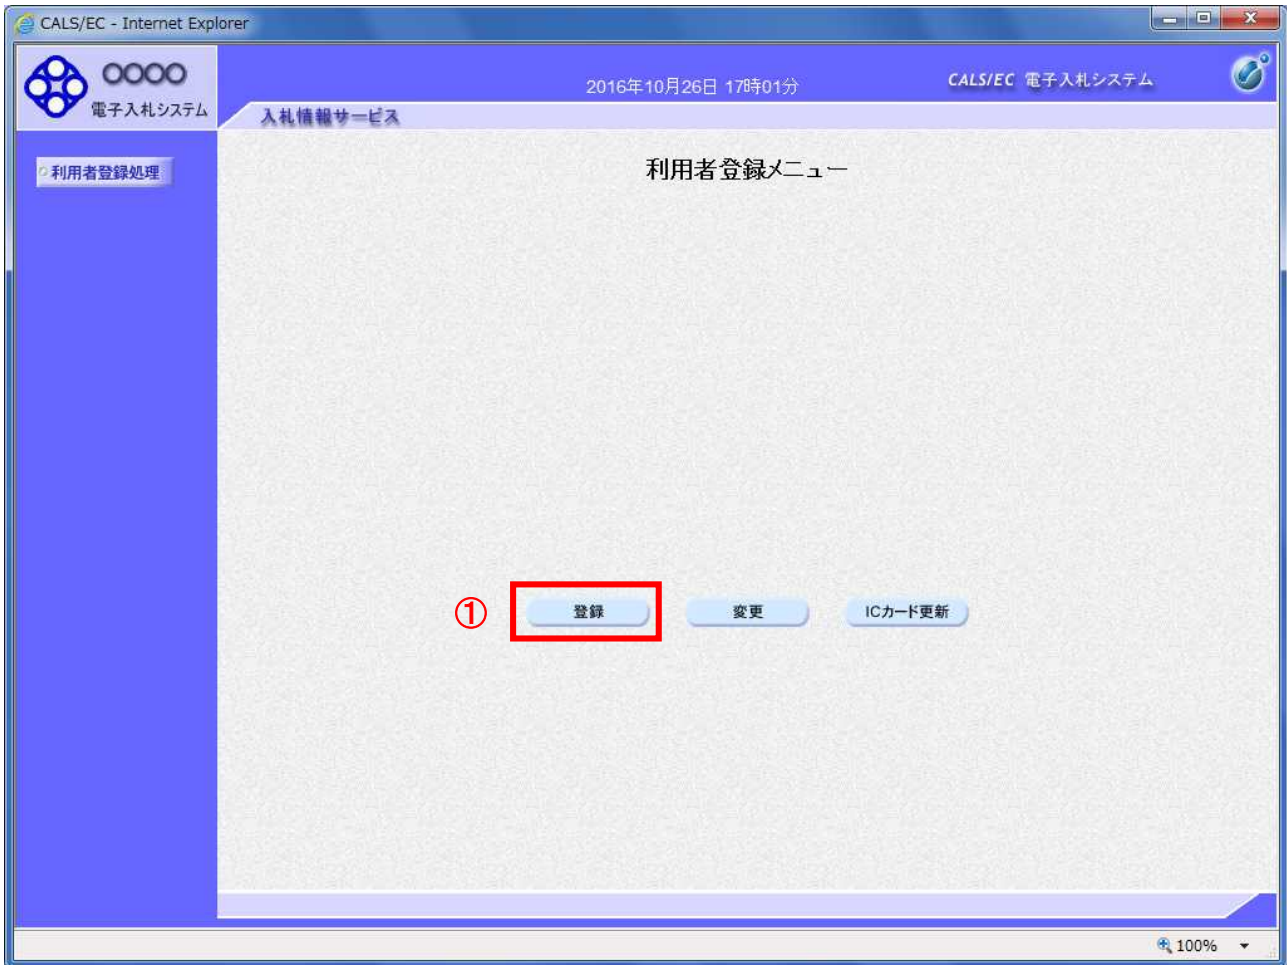 CALS/EC - Internet Explorer
〇〇〇〇
電子入札システム
2016年10月26日 17時01分
CALS/EC 電子入札システム
入札情報サービス
利用者登録処理
利用者登録メニュー
①
登録
変更
ICカード更新
100%